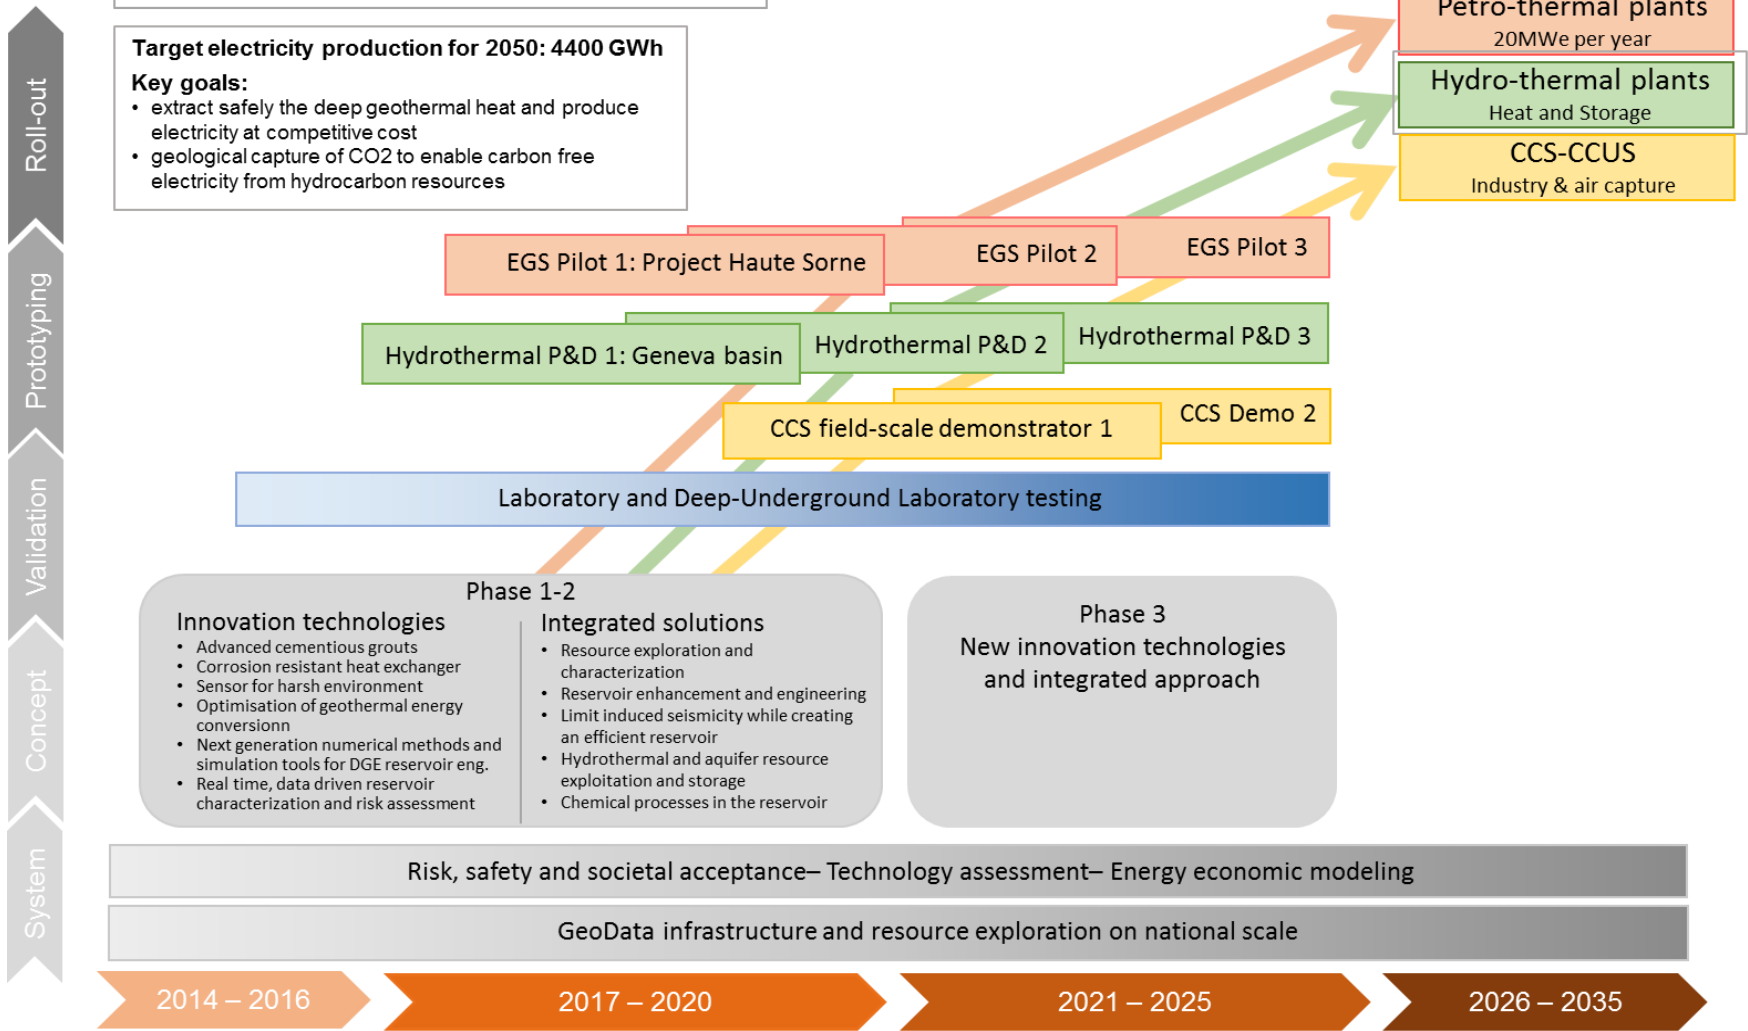 Petro-thermal plants
20MWe per year
Target electricity production for 2050: 4400 GWh
Key goals:
• extract safely the deep geothermal heat and produce
electricity at competitive cost
• geological capture of CO2 to enable carbon free
electricity from hydrocarbon resources
Hydro-thermal plants
Heat and Storage
CCS-CCUS
Industry & air capture
Roll-out
EGS Pilot 1: Project Haute Sorne
EGS Pilot 2
EGS Pilot 3
Prototyping
Hydrothermal P&D 1: Geneva basin
Hydrothermal P&D 2
Hydrothermal P&D 3
CCS field-scale demonstrator 1
CCS Demo 2
Validation
Laboratory and Deep-Underground Laboratory testing
Phase 1-2
Innovation technologies
• Advanced cementious grouts
• Corrosion resistant heat exchanger
• Sensor for harsh environment
• Optimisation of geothermal energy
conversionn
• Next generation numerical methods and
simulation tools for DGE reservoir eng.
• Real time, data driven reservoir
characterization and risk assessment
Integrated solutions
• Resource exploration and
characterization
• Reservoir enhancement and engineering
• Limit induced seismicity while creating
an efficient reservoir
• Hydrothermal and aquifer resource
exploitation and storage
• Chemical processes in the reservoir
Phase 3
New innovation technologies
and integrated approach
Concept
System
Risk, safety and societal acceptance– Technology assessment– Energy economic modeling
GeoData infrastructure and resource exploration on national scale
2014 – 2016
2017 – 2020
2021 – 2025
2026 – 2035